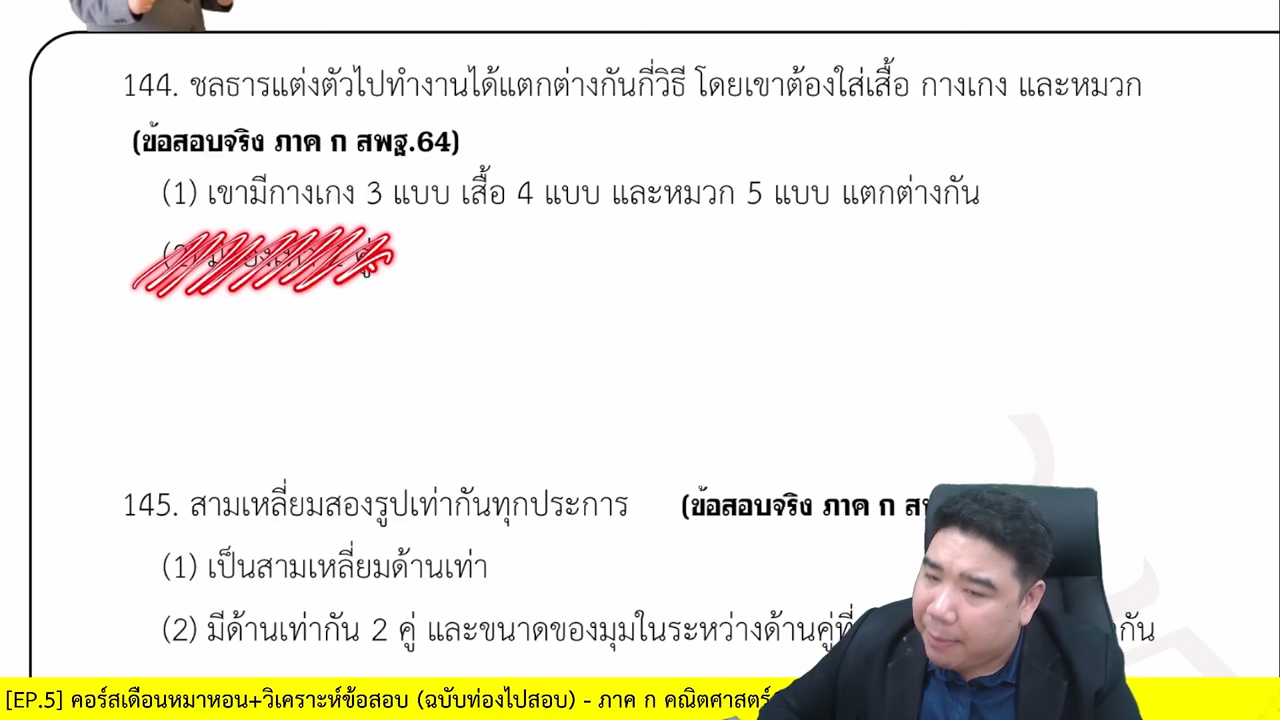 144. ชลธารแต่งตัวไปทำงานได้แตกต่างกันกี่วิธี โดยเขาต้องใส่เสื้อ กางเกง และหมวก
(ข้อสอบจริง ภาค ก สพฐ.64)
(1) เขามีกางเกง 3 แบบ เสื้อ 4 แบบ และหมวก 5 แบบ แตกต่างกัน
(2)
145. สามเหลี่ยมสองรูปเท่ากันทุกประการ (ข้อสอบจริง ภาค ก
(1) เป็นสามเหลี่ยมด้านเท่า
(2) มีด้านเท่ากัน 2 คู่ และขนาดของมุมในระหว่างด้านคู่ที่
[EP.5] คอร์สเดือนหมาหอน+วิเคราะห์ข้อสอบ (ฉบับท่องไปสอบ) - ภาค ก คณิตศาสตร์